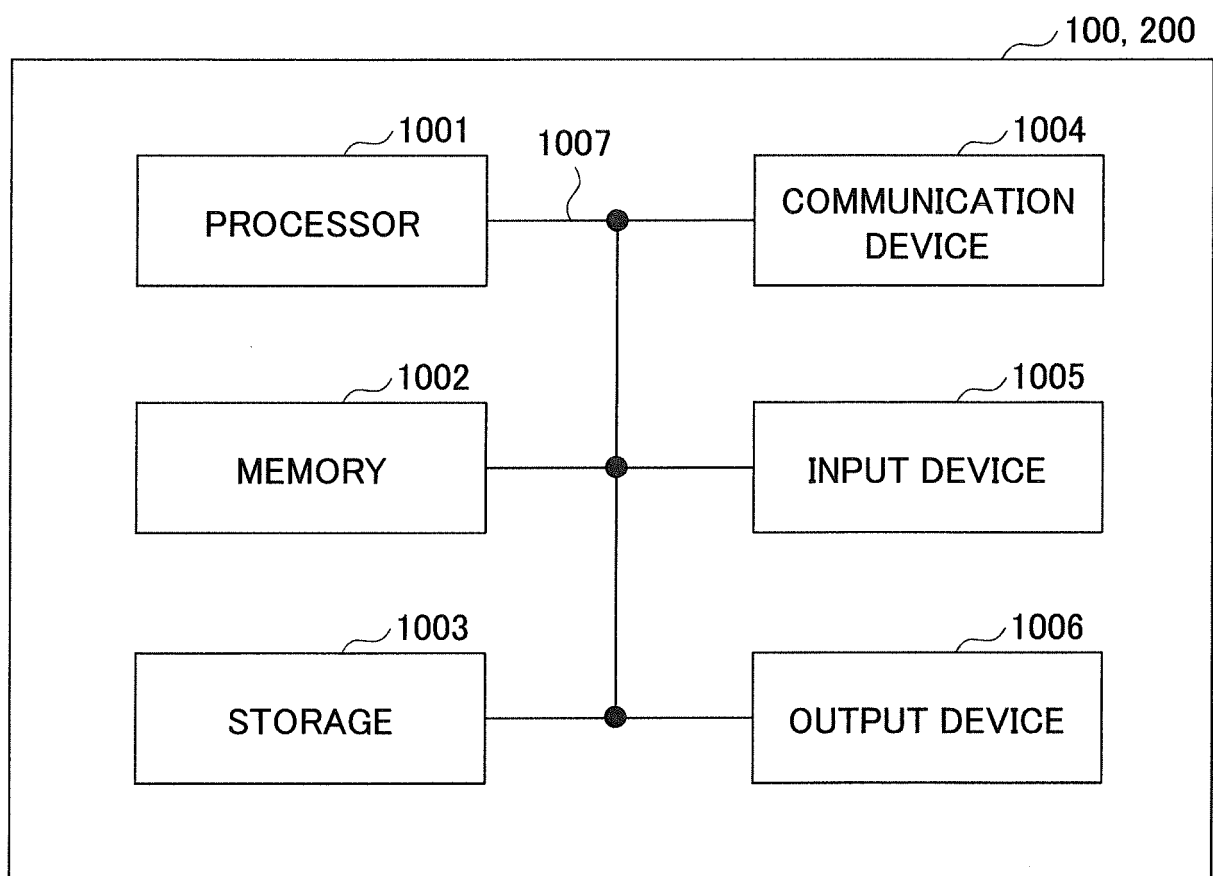 100, 200
1001
1007
1004
PROCESSOR
COMMUNICATION
DEVICE
1002
1005
MEMORY
INPUT DEVICE
1003
1006
STORAGE
OUTPUT DEVICE